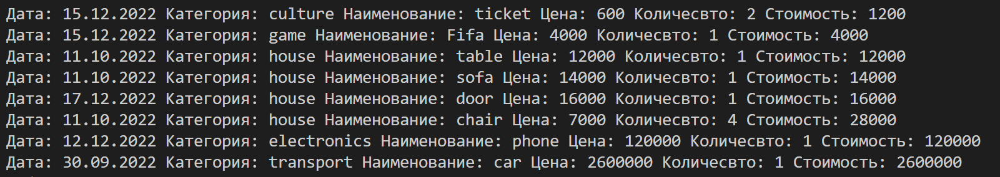 Дата: 15.12.2022 Категория: culture Наименование: ticket Цена: 600 Количесвто: 2 Стоимость: 1200
Дата: 15.12.2022 Категория: game Наименование: Fifa Цена: 4000 Количесвто: 1 Стоимость: 4000
Дата: 11.10.2022 Категория: house Наименование: table Цена: 12000 Количесвто: 1 Стоимость: 12000
Дата: 11.10.2022 Категория: house Наименование: sofa Цена: 14000 Количесвто: 1 Стоимость: 14000
Дата: 17.12.2022 Категория: house Наименование: door Цена: 16000 Количесвто: 1 Стоимость: 16000
Дата: 11.10.2022 Категория: house Наименование: chair Цена: 7000 Количесвто: 4 Стоимость: 28000
Дата: 12.12.2022 Категория: electronics Наименование: phone Цена: 120000 Количесвто: 1 Стоимость: 120000
Дата: 30.09.2022 Категория: transport Наименование: car Цена: 2600000 Количесвто: 1 Стоимость: 2600000